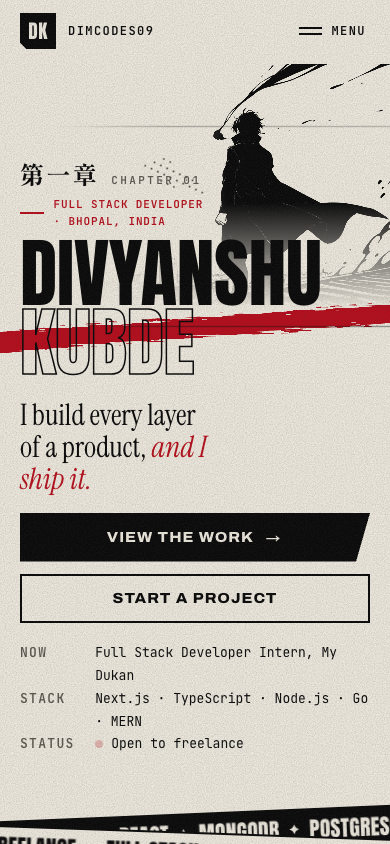 DK DIMCODES09 MENU
第一章 CHAPTER 01
FULL STACK DEVELOPER
· BHOPAL, INDIA
DIVYANSHU
KUBDE
I build every layer
of a product, and I
ship it.
VIEW THE WORK →
START A PROJECT
NOW Full Stack Developer Intern, My
Dukan
STACK Next.js · TypeScript · Node.js · Go
· MERN
STATUS Open to freelance
REACT ✦ MONGODB ✦ POSTGRES